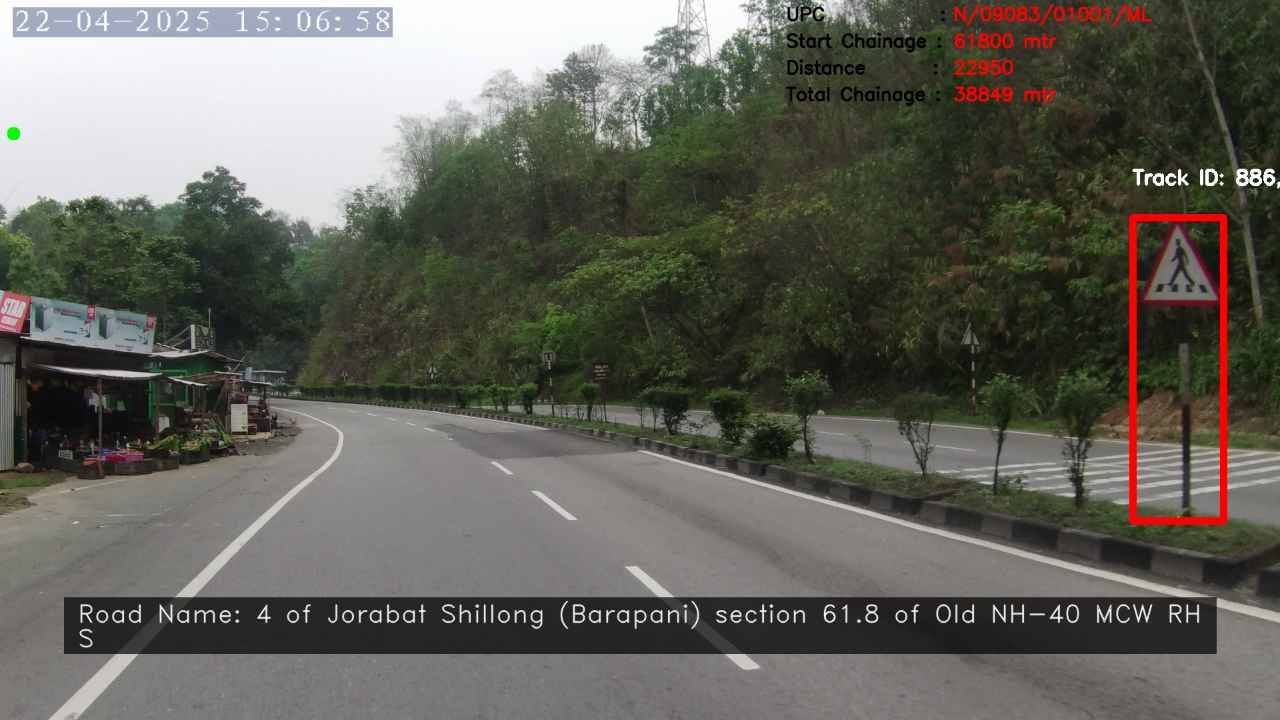 22-04-2025 15:06:58
UPC : N/09083/01001/ML
Start Chainage : 61800 mtr
Distance : 22950
Total Chainage : 38849 mtr
Track ID: 886,
STAR
Road Name: 4 of Jorabat Shillong (Barapani) section 61.8 of Old NH-40 MCW RH
S